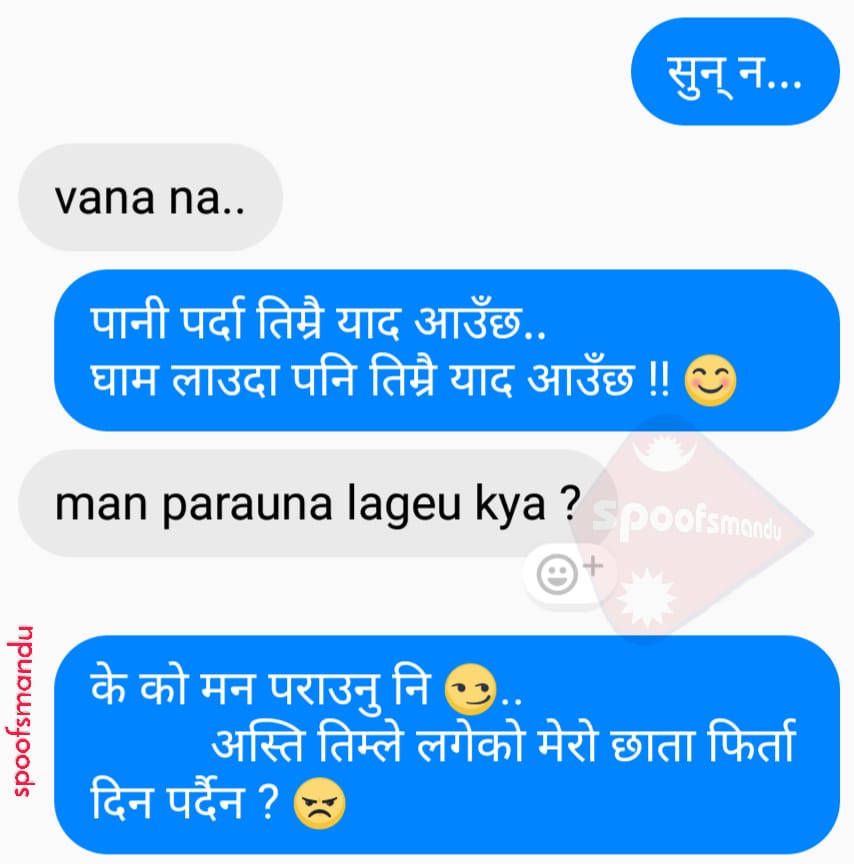 सुन् न...
vana na..
पानी पर्दा तिम्रै याद आउँछ..
घाम लाउदा पनि तिम्रै याद आउँछ !! 😊
man parauna lageu kya ?
spoofsmandu
के को मन पराउनु नि 😏..
अस्ति तिम्ले लगेको मेरो छाता फिर्ता
दिन पर्दैन ? 😠
spoofsmandu